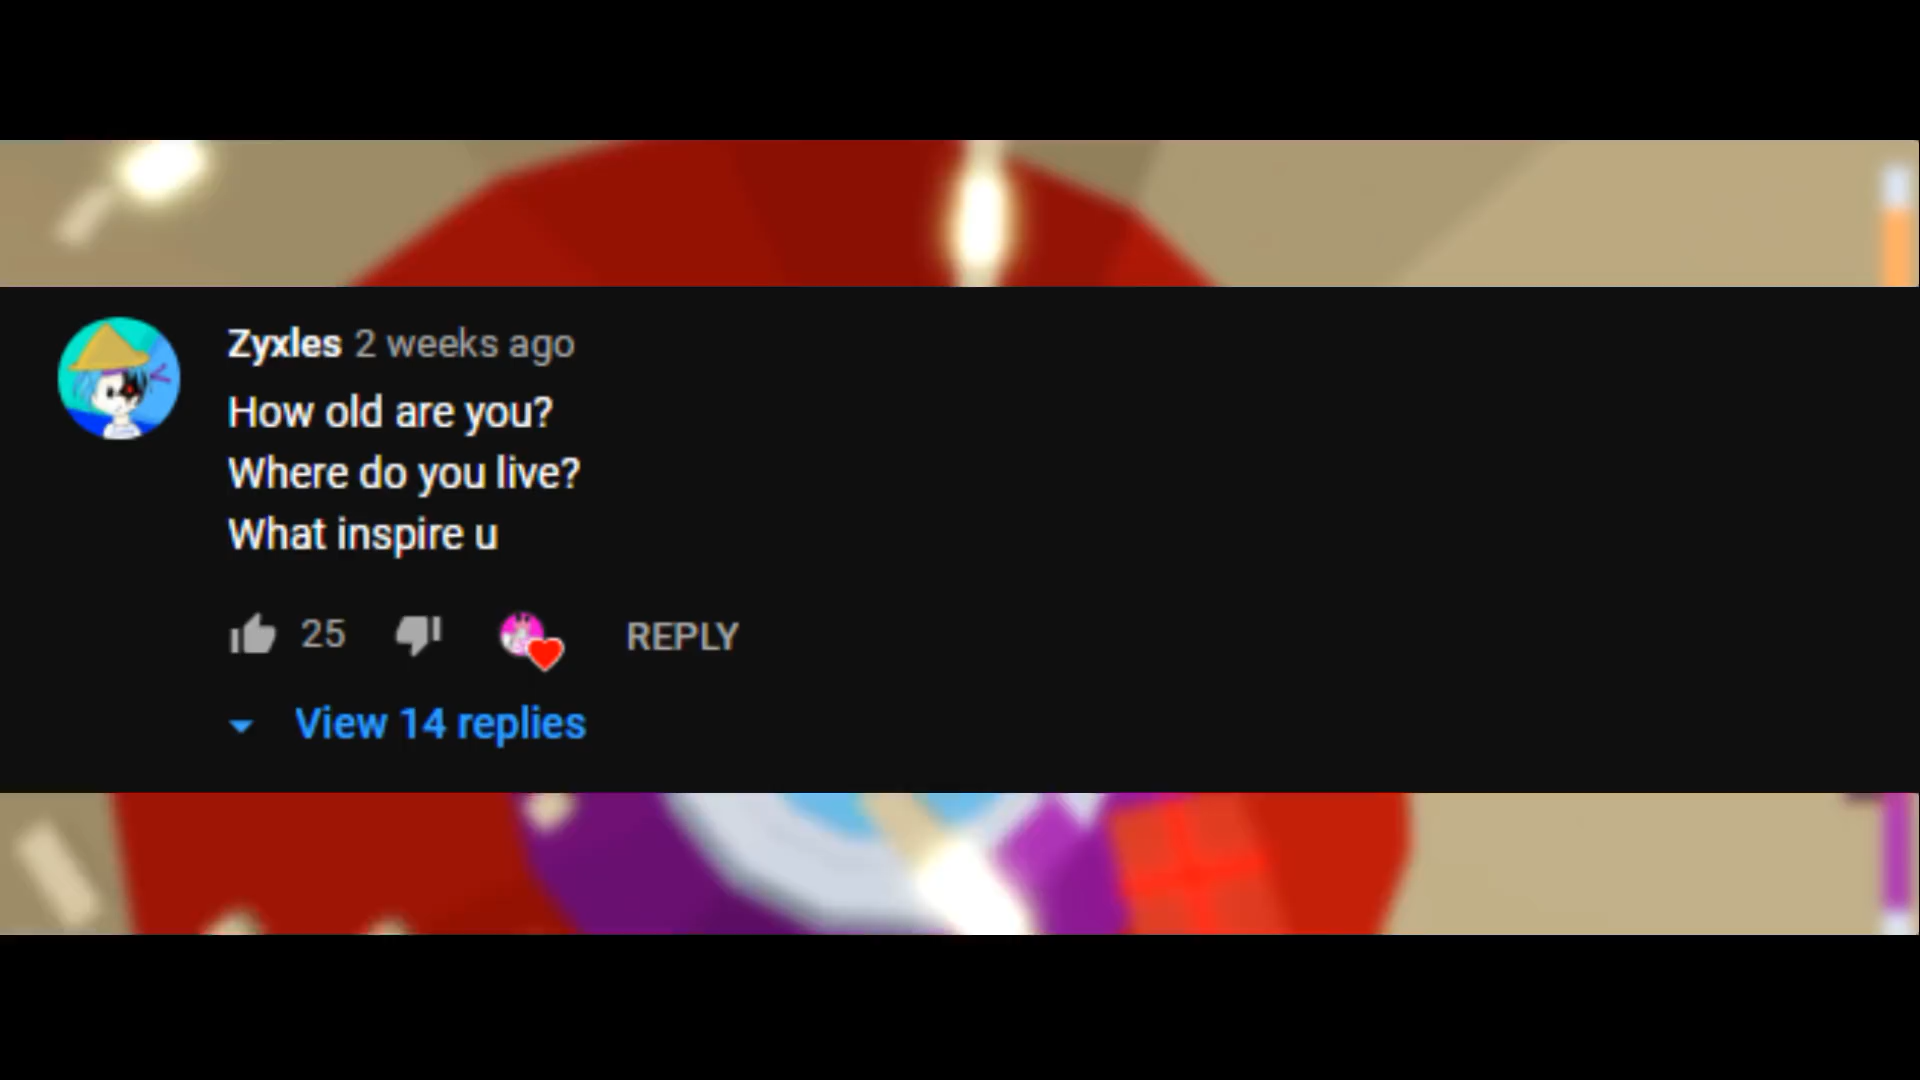 Zyxles 2 weeks ago
How old are you?
Where do you live?
What inspire u
25 REPLY
View 14 replies